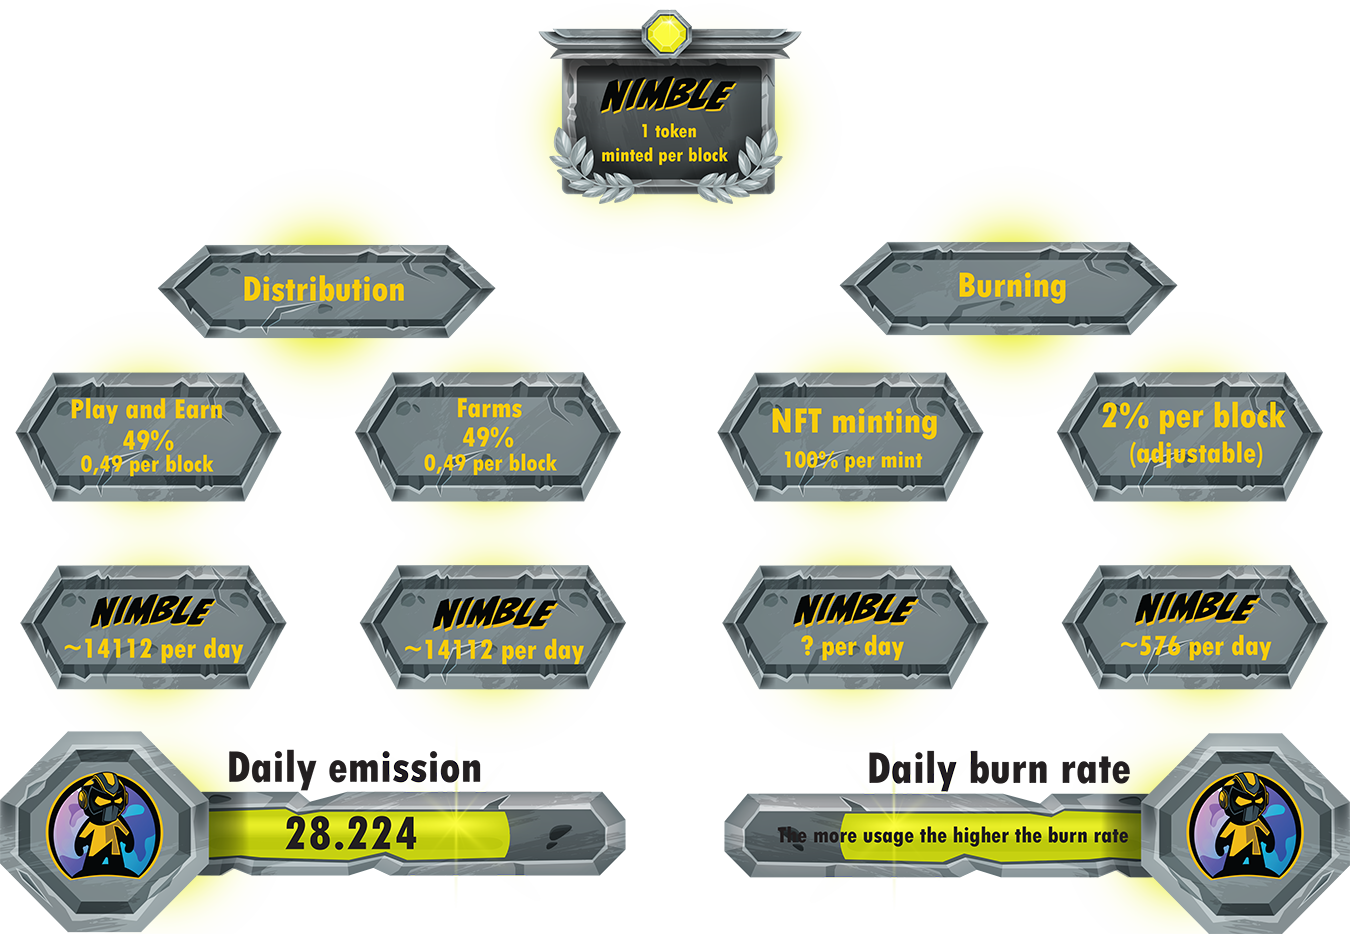 NIMBLE
1 token
minted per block
Distribution
Burning
Play and Earn
49%
0,49 per block
Farms
49%
0,49 per block
NFT minting
100% per mint
2% per block
(adjustable)
NIMBLE
~14112 per day
NIMBLE
~14112 per day
NIMBLE
? per day
NIMBLE
~576 per day
Daily emission
28.224
Daily burn rate
The more usage the higher the burn rate